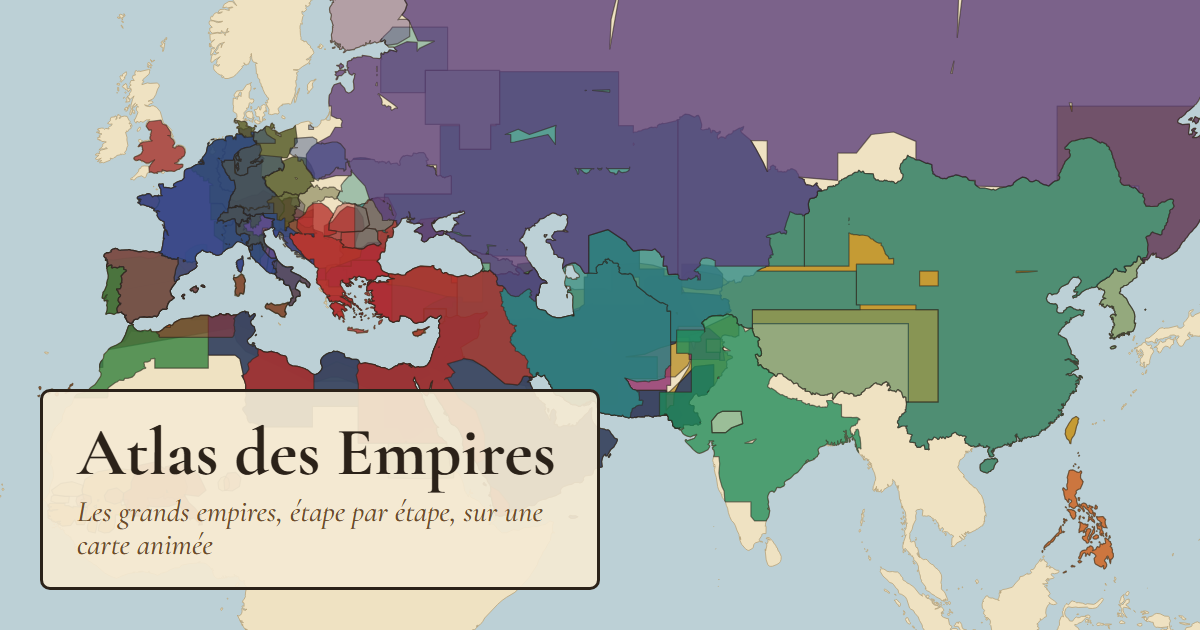 Atlas des Empires
Les grands empires, étape par étape, sur une
carte animée